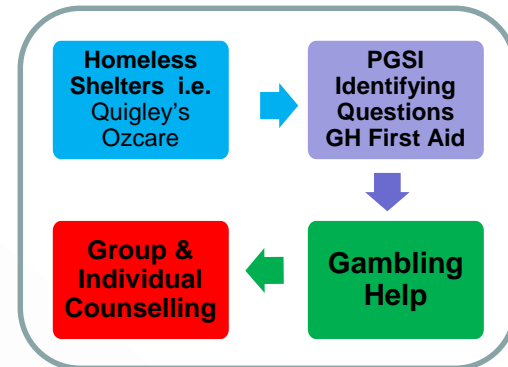 Homeless
Shelters i.e.
Quigley's
Ozcare
PGSI
Identifying
Questions
GH First Aid
Group &
Individual
Counselling
Gambling
Help